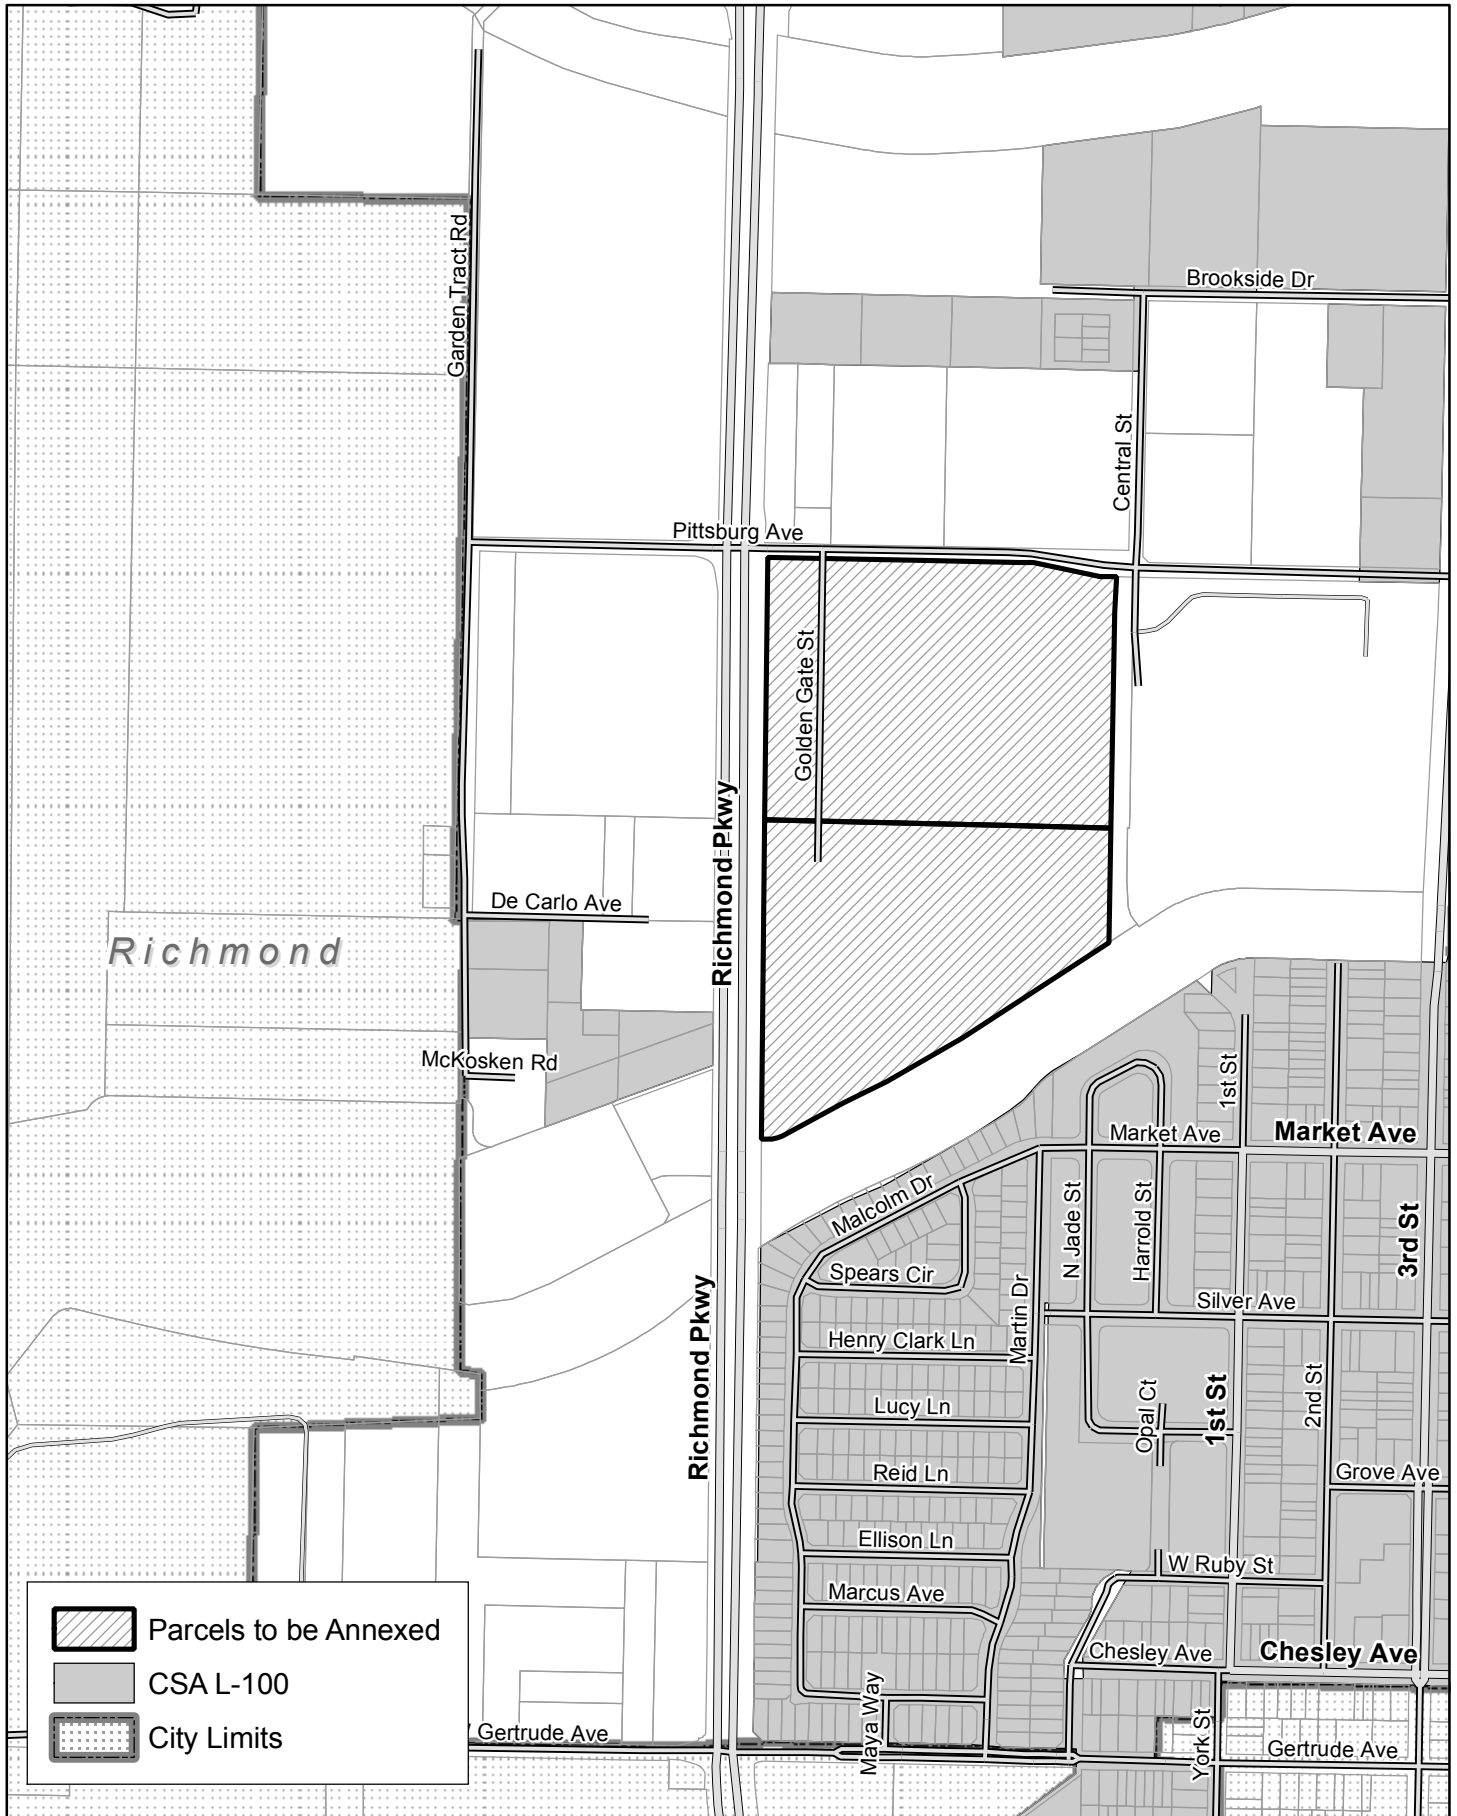 Garden Tract Rd
Brookside Dr
Central St
Pittsburg Ave
Golden Gate St
Richmond Pkwy
De Carlo Ave
Richmond
McKosken Rd
1st St
Market Ave
Market Ave
Malcolm Dr
N Jade St
Harrold St
3rd St
Spears Cir
Martin Dr
Silver Ave
Richmond Pkwy
Henry Clark Ln
Lucy Ln
Opal Ct
1st St
2nd St
Reid Ln
Grove Ave
Ellison Ln
W Ruby St
Marcus Ave
Chesley Ave
Chesley Ave
Maya Way
York St
Gertrude Ave
Gertrude Ave
Parcels to be Annexed
CSA L-100
City Limits